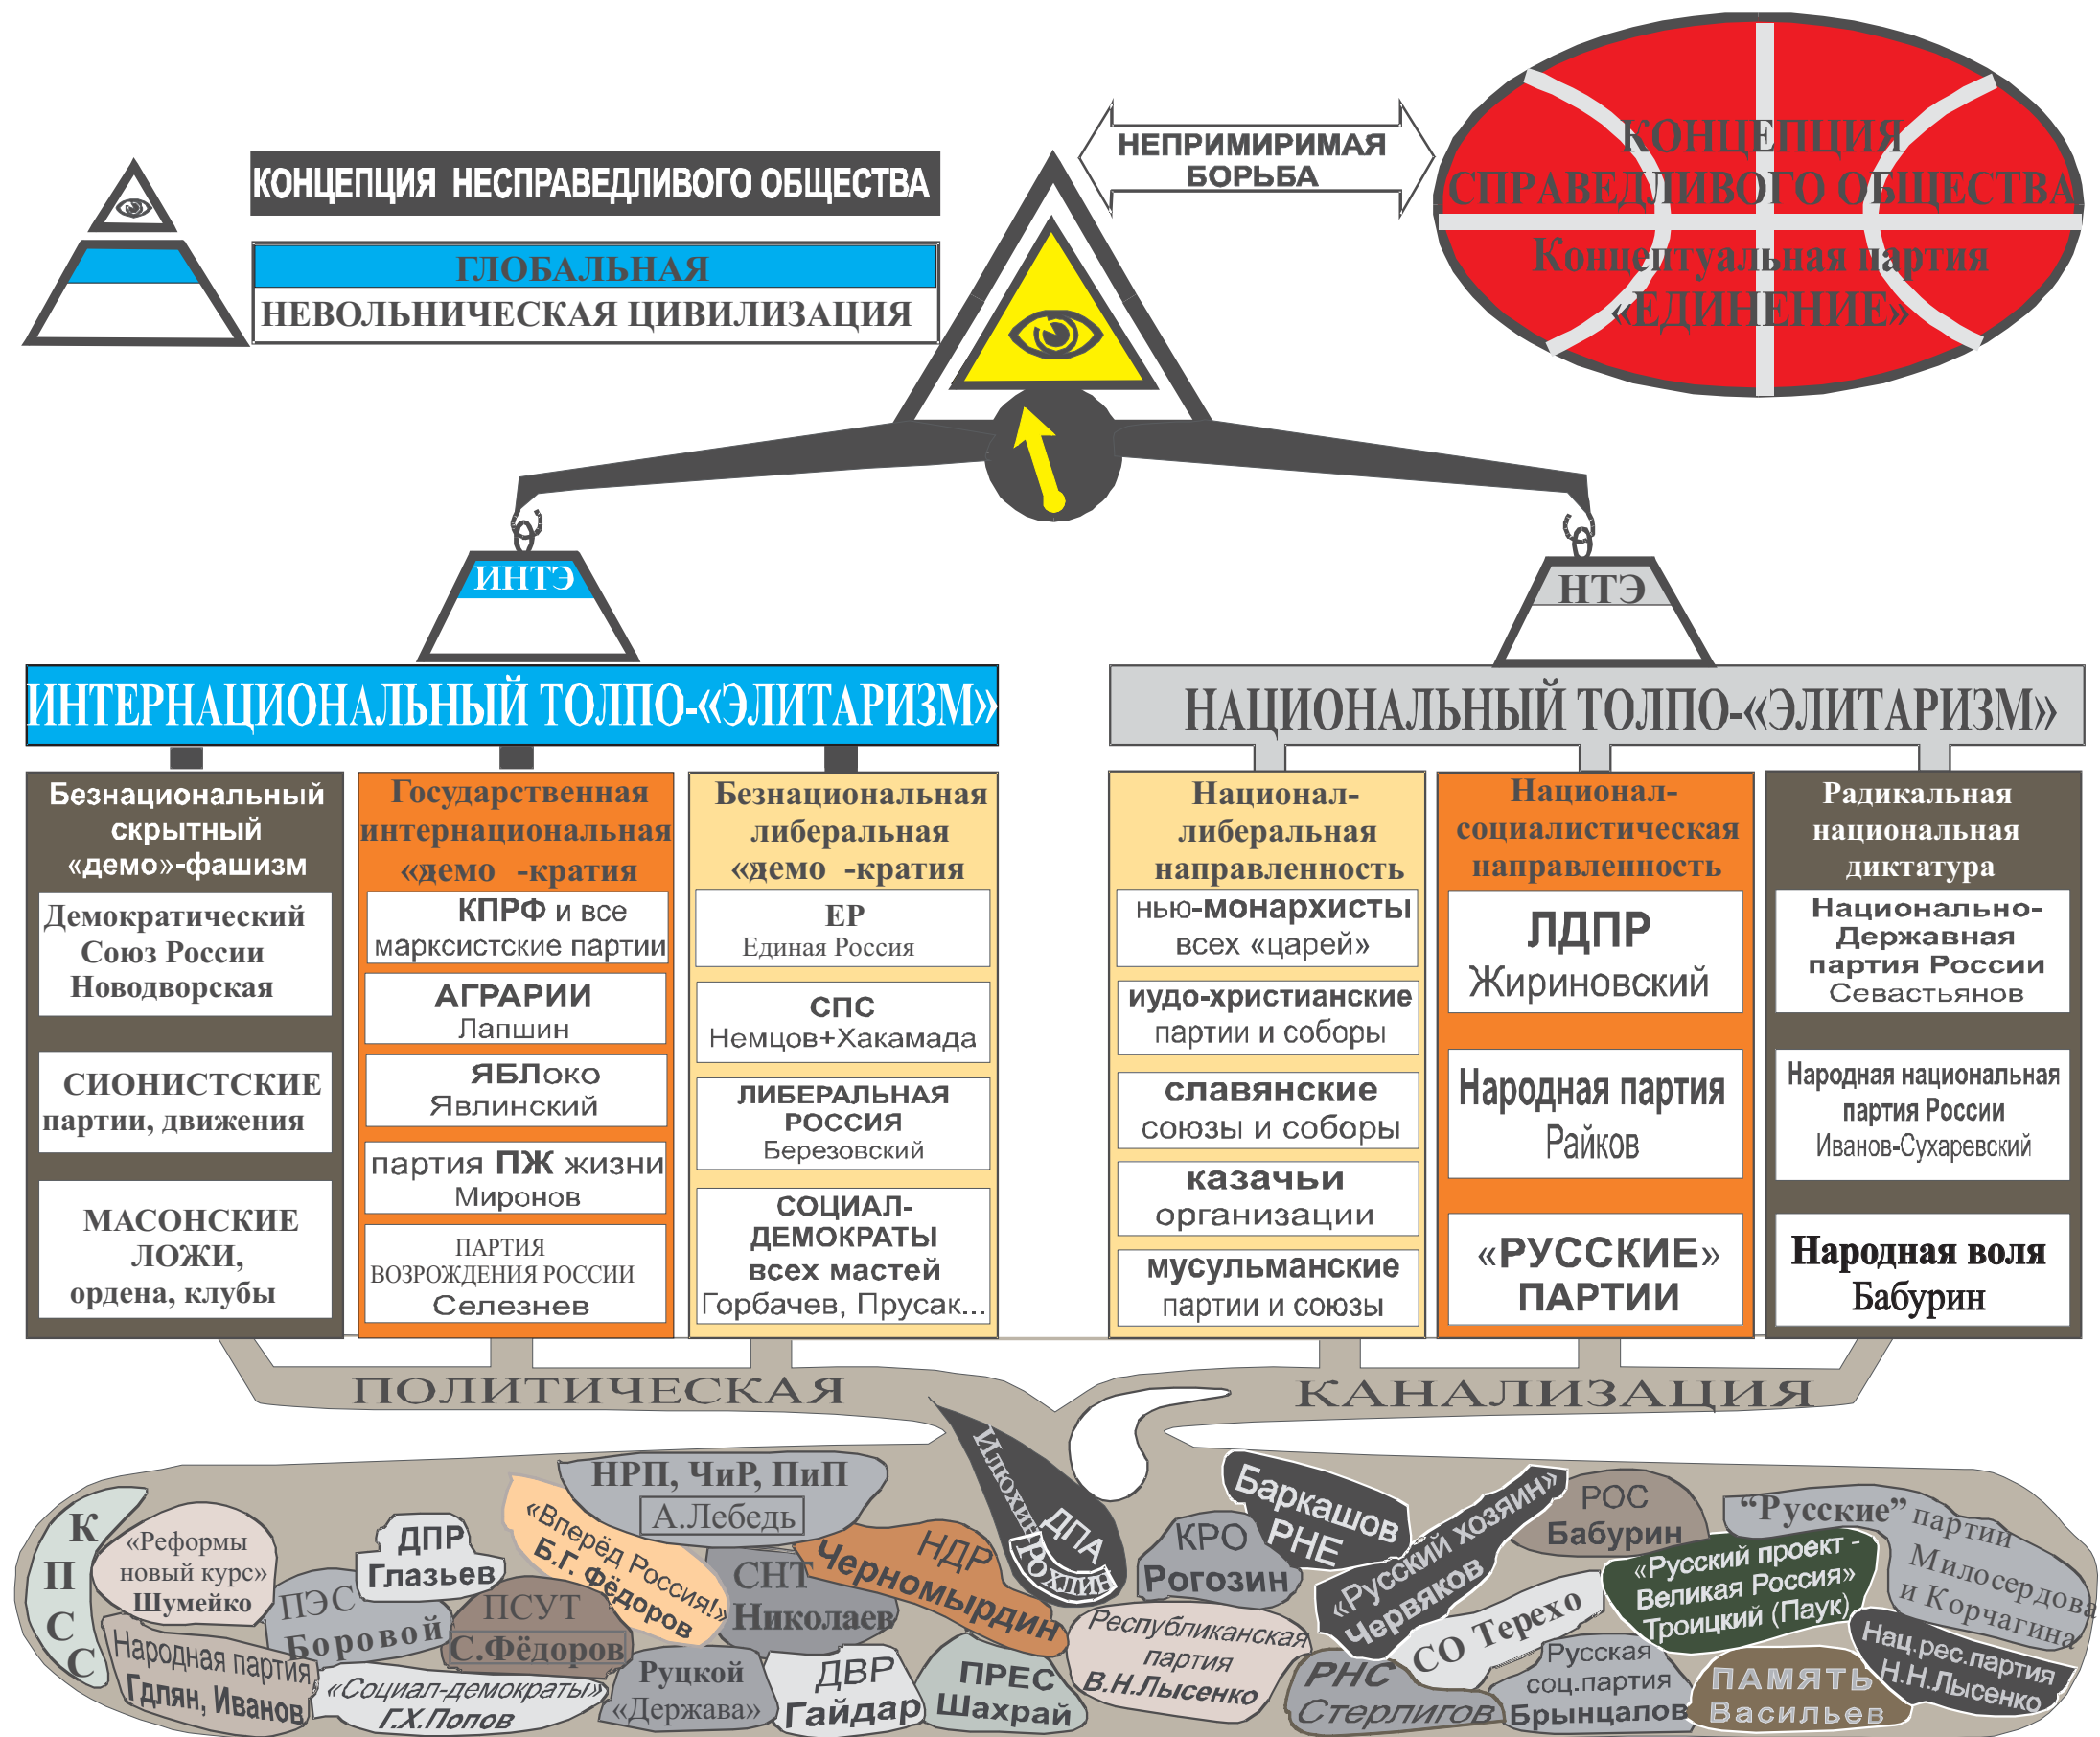 КОНЦЕПЦИЯ НЕСПРАВЕДЛИВОГО ОБЩЕСТВА
ГЛОБАЛЬНАЯ
НЕВОЛЬНИЧЕСКАЯ ЦИВИЛИЗАЦИЯ
НЕПРИМИРИМАЯ
БОРЬБА
КОНЦЕПЦИЯ
СПРАВЕДЛИВОГО ОБЩЕСТВА
Концептуальная партия
«ЕДИНЕНИЕ»
ИНТЭ
НТЭ
ИНТЕРНАЦИОНАЛЬНЫЙ ТОЛПО-«ЭЛИТАРИЗМ»
НАЦИОНАЛЬНЫЙ ТОЛПО-«ЭЛИТАРИЗМ»
Безнациональный
скрытный
«демо»-фашизм
Демократический
Союз России
Новодворская
СИОНИСТСКИЕ
партии, движения
МАСОНСКИЕ
ЛОЖИ,
ордена, клубы
Государственная
интернациональная
«демо -кратия
КПРФ и все
марксистские партии
АГРАРИИ
Лапшин
ЯБЛоко
Явлинский
партия ПЖ жизни
Миронов
ПАРТИЯ
ВОЗРОЖДЕНИЯ РОССИИ
Селезнев
Безнациональная
либеральная
«демо -кратия
ЕР
Единая Россия
СПС
Немцов+Хакамада
ЛИБЕРАЛЬНАЯ
РОССИЯ
Березовский
СОЦИАЛ-
ДЕМОКРАТЫ
всех мастей
Горбачев, Прусак...
Национал-
либеральная
направленность
нью-монархисты
всех «царей»
иудо-христианские
партии и соборы
славянские
союзы и соборы
казачьи
организации
мусульманские
партии и союзы
Национал-
социалистическая
направленность
ЛДПР
Жириновский
Народная партия
Райков
«РУССКИЕ»
ПАРТИИ
Радикальная
национальная
диктатура
Национально-
Державная
партия России
Севастьянов
Народная национальная
партия России
Иванов-Сухаревский
Народная воля
Бабурин
ПОЛИТИЧЕСКАЯ
КАНАЛИЗАЦИЯ
К
П
С
С
«Реформы
новый курс»
Шумейко
Народная партия
Гдлян, Иванов
ПЭС
Боровой
ДПР
Глазьев
«Социал-демократы»
Г.Х.Попов
ПСУТ
С.Фёдоров
«Вперёд Россия!»
Б.Г. Фёдоров
НРП, ЧиР, ПиП
А.Лебедь
СНТ
Николаев
Руцкой
«Держава»
НДР
Черномырдин
ДВР
Гайдар
ПРЕС
Шахрай
Илюхин
ДПА
РОХЛИН
Республиканская
партия
В.Н.Лысенко
КРО
Рогозин
Баркашов
РНЕ
«Русский хозяин»
Червяков
РНС
Стерлигов
СО Терехо
РОС
Бабурин
Русская
соц.партия
Брынцалов
«Русский проект -
Великая Россия»
Троицкий (Паук)
ПАМЯТЬ
Васильев
“Русские” партии
Милосердова
и Корчагина
Нац.рес.партия
Н.Н.Лысенко